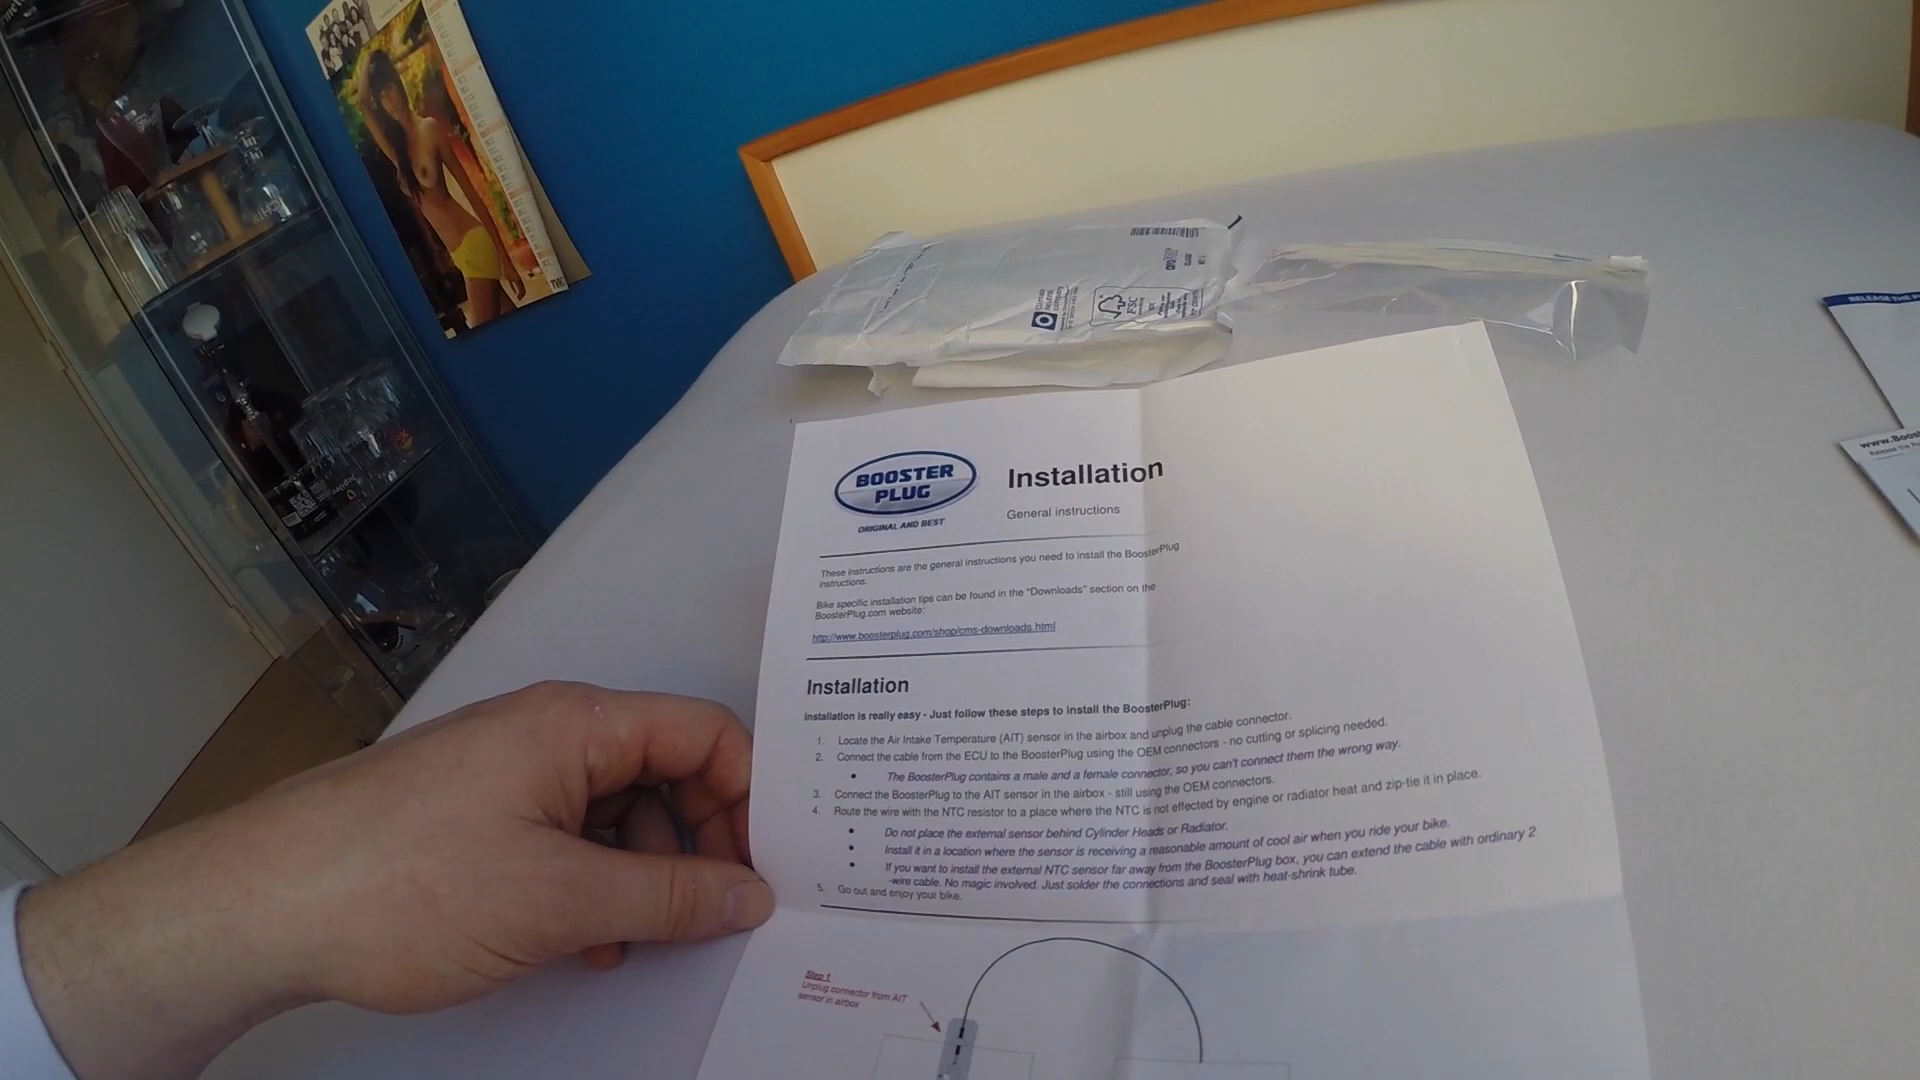 BOOSTER
PLUG
ORIGINAL AND BEST
Installation
General instructions
These instructions are the general instructions you need to install the BoosterPlug
instructions.
Bike specific installation tips can be found in the "Downloads" section on the
BoosterPlug.com website:
http://www.boosterplug.com/shop/cms-downloads.html
Installation
Installation is really easy - Just follow these steps to install the BoosterPlug:
1. Locate the Air Intake Temperature (AIT) sensor in the airbox and unplug the cable connector.
2. Connect the cable from the ECU to the BoosterPlug using the OEM connectors - no cutting or splicing needed.
• The BoosterPlug contains a male and a female connector, so you can't connect them the wrong way.
3. Connect the BoosterPlug to the AIT sensor in the airbox - still using the OEM connectors.
4. Route the wire with the NTC resistor to a place where the NTC is not effected by engine or radiator heat and zip-tie it in place.
• Do not place the external sensor behind Cylinder Heads or Radiator.
• Install it in a location where the sensor is receiving a reasonable amount of cool air when you ride your bike.
• If you want to install the external NTC sensor far away from the BoosterPlug box, you can extend the cable with ordinary 2
-wire cable. No magic involved. Just solder the connections and seal with heat-shrink tube.
5. Go out and enjoy your bike.
Step 1
Unplug connector from AIT
sensor in airbox
Climate
neutral
company
FSC
RELEASE THE
www.Boos
Release the